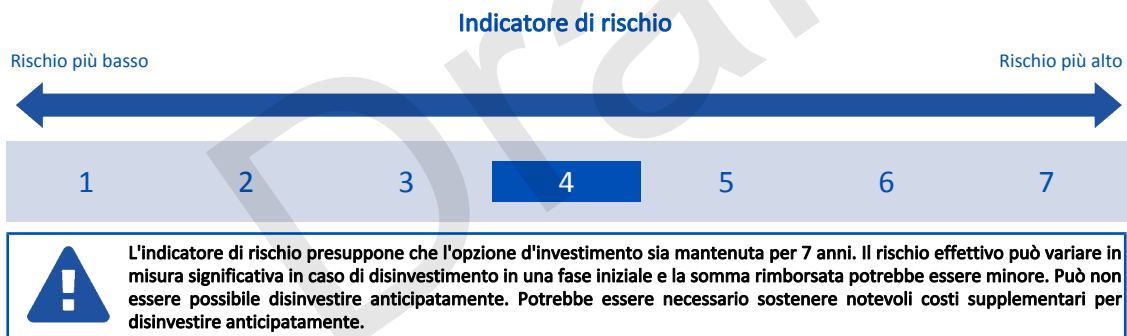 Indicatore di rischio
Rischio più basso
Rischio più alto
1 2 3 4 5 6 7
L'indicatore di rischio presuppone che l'opzione d'investimento sia mantenuta per 7 anni. Il rischio effettivo può variare in
misura significativa in caso di disinvestimento in una fase iniziale e la somma rimborsata potrebbe essere minore. Può non
essere possibile disinvestire anticipatamente. Potrebbe essere necessario sostenere notevoli costi supplementari per
disinvestire anticipatamente.